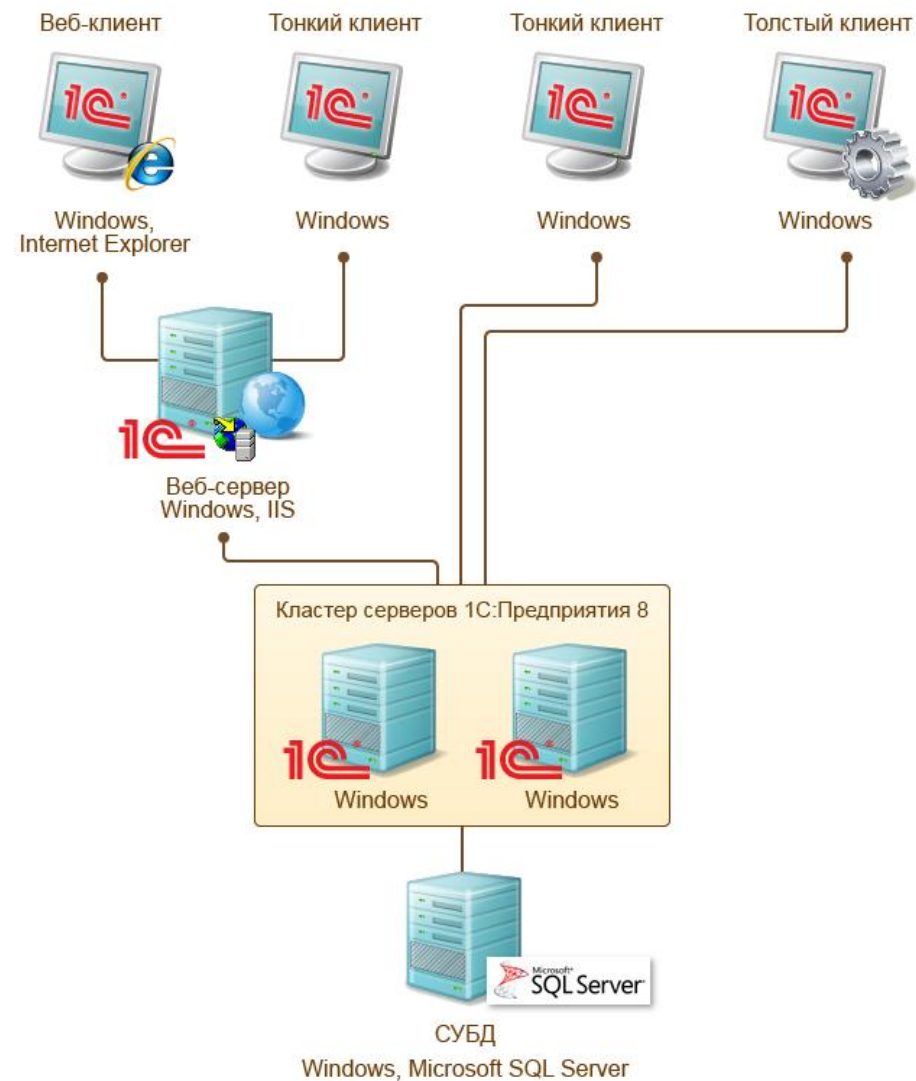 Веб-клиент
Тонкий клиент
Тонкий клиент
Толстый клиент
1С
1С
1С
1С
Windows,
Internet Explorer
Windows
Windows
Windows
1С
Веб-сервер
Windows, IIS
Кластер серверов 1С:Предприятия 8
1С
1С
Windows
Windows
Microsoft
SQL Server
СУБД
Windows, Microsoft SQL Server